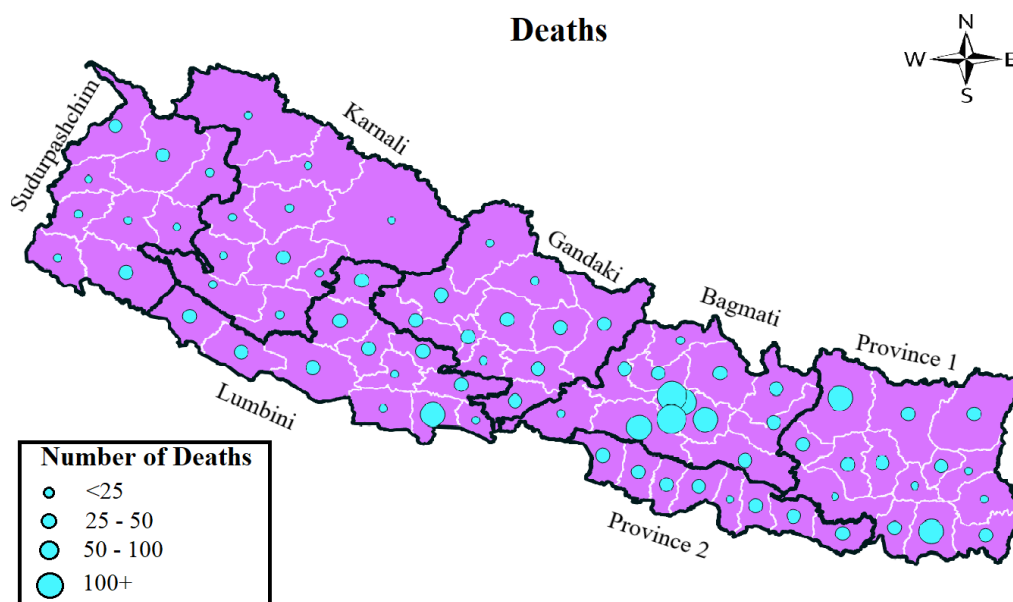 Deaths
N
W E
S
Sudurpashchim
Karnali
Gandaki
Bagmati
Province 1
Lumbini
Province 2
Number of Deaths
<25
25 - 50
50 - 100
100+